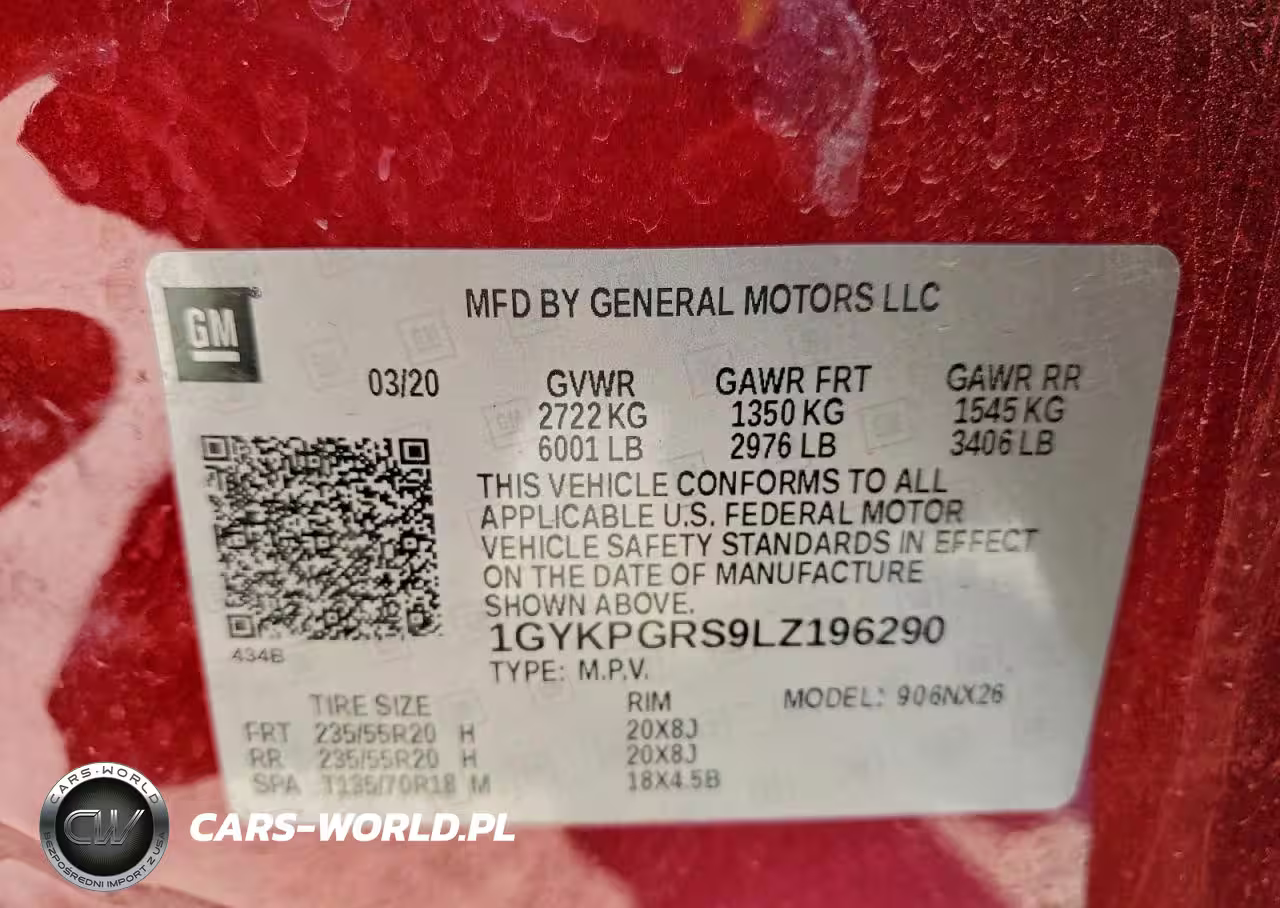 MFD BY GENERAL MOTORS LLC
GM
03/20 GVWR GAWR FRT GAWR RR
2722 KG 1350 KG 1545 KG
6001 LB 2976 LB 3406 LB
THIS VEHICLE CONFORMS TO ALL
APPLICABLE U.S. FEDERAL MOTOR
VEHICLE SAFETY STANDARDS IN EFFECT
ON THE DATE OF MANUFACTURE
SHOWN ABOVE.
1GYKPGRS9LZ196290
434B
TYPE: M.P.V.
TIRE SIZE RIM MODEL: 906NX26
FRT 235/55R20 H 20X8J
RR 235/55R20 H 20X8J
SPA T135/70R18 M 18X4.5B
CARS-WORLD
CW
BEZPOŚREDNI IMPORT Z USA
CARS-WORLD.PL